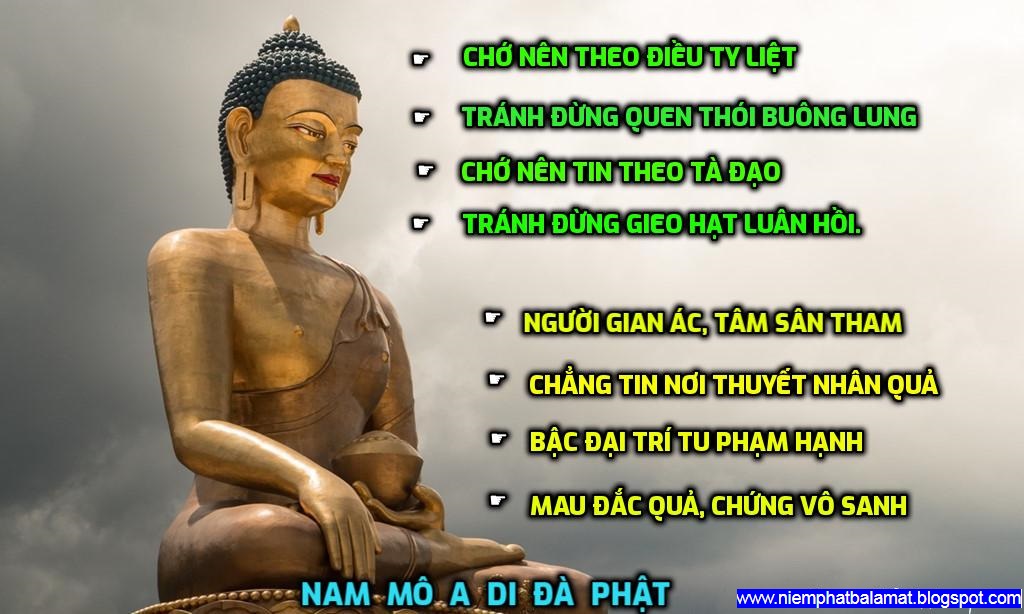 CHỚ NÊN THEO ĐIỀU TY LIỆT
TRÁNH ĐỪNG QUEN THÓI BUÔNG LUNG
CHỚ NÊN TIN THEO TÀ ĐẠO
TRÁNH ĐỪNG GIEO HẠT LUÂN HỒI.
NGƯỜI GIAN ÁC, TÂM SÂN THAM
CHẲNG TIN NƠI THUYẾT NHÂN QUẢ
BẬC ĐẠI TRÍ TU PHẠM HẠNH
MAU ĐẮC QUẢ, CHỨNG VÔ SANH
NAM MÔ A DI ĐÀ PHẬT
www.niemphatbalamat.blogspot.com